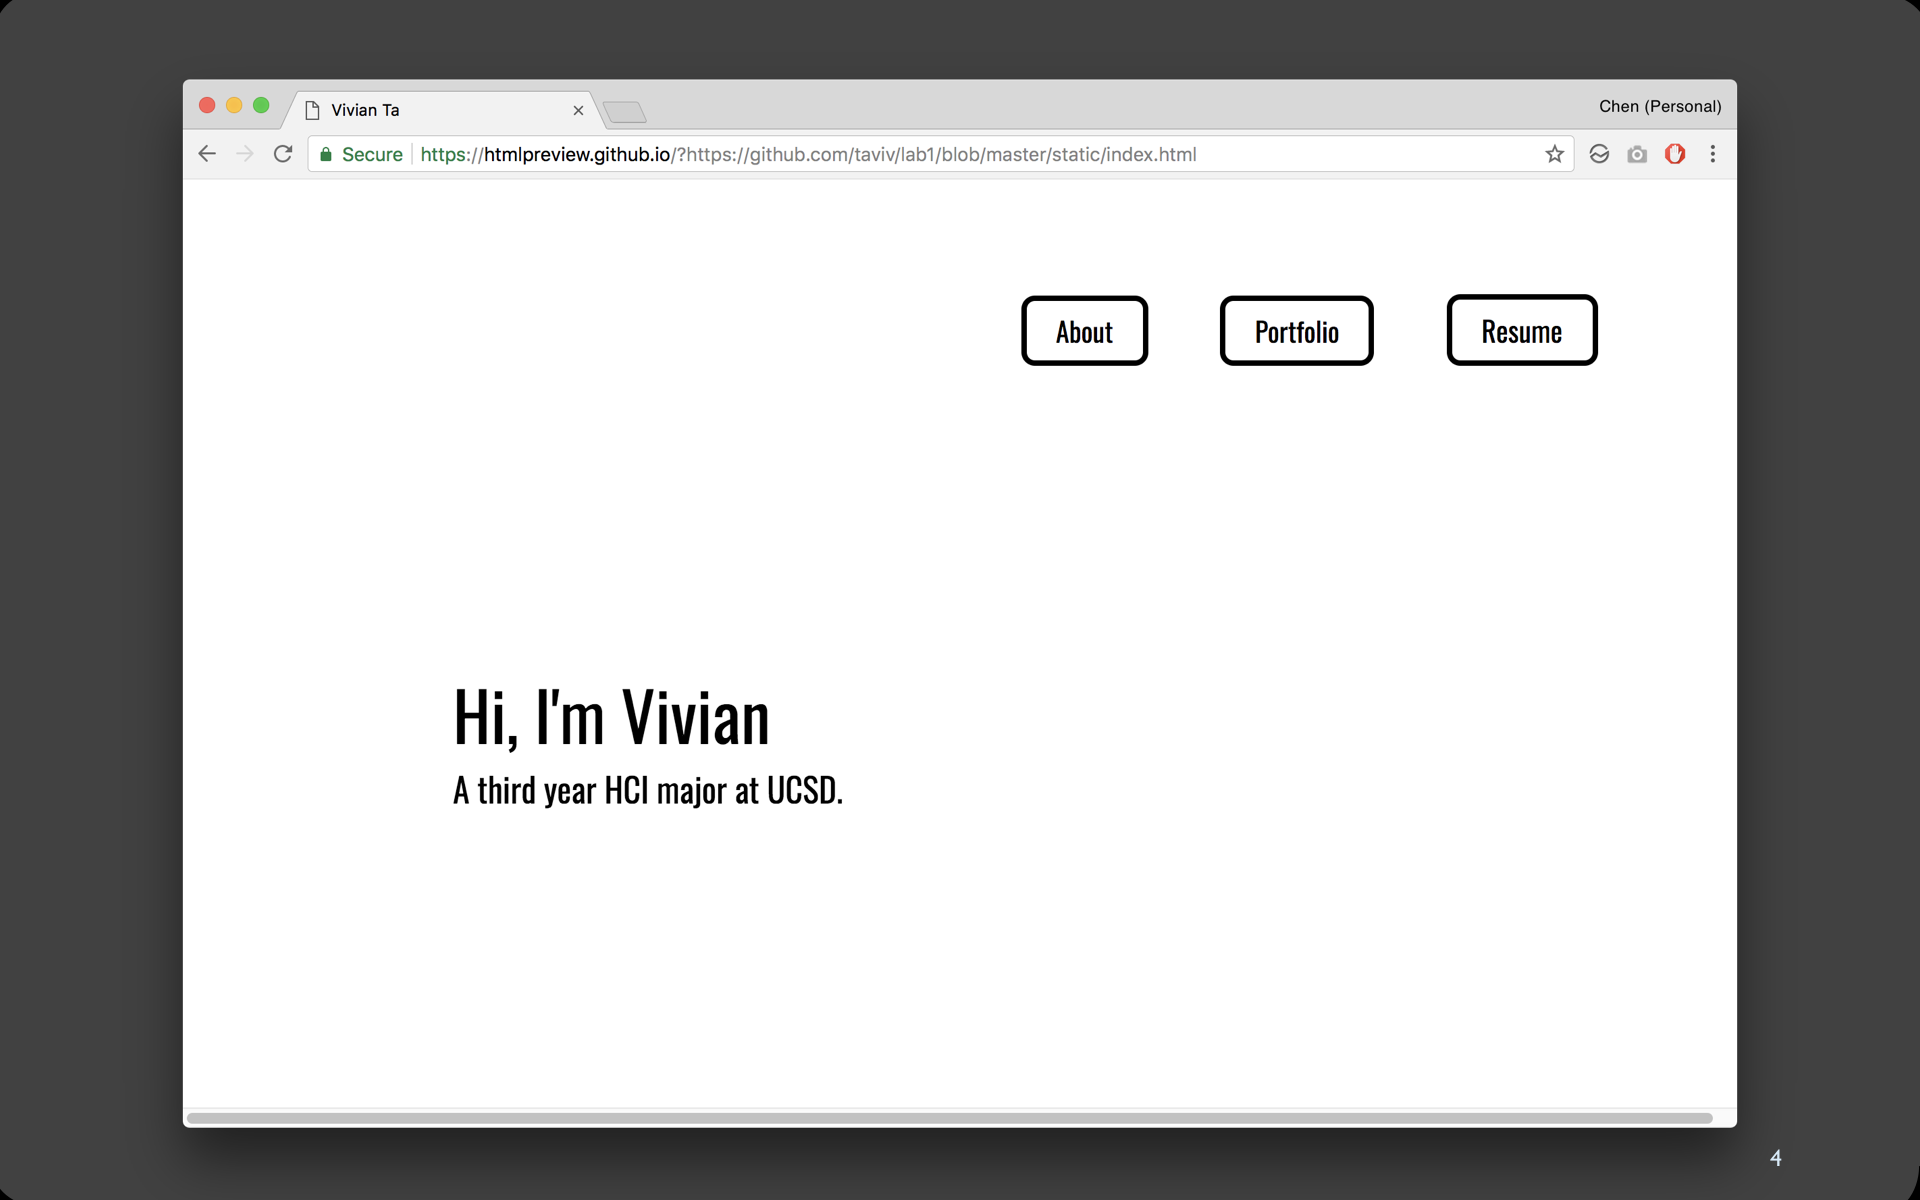 Vivian Ta
Chen (Personal)
Secure https://htmlpreview.github.io/?https://github.com/taviv/lab1/blob/master/static/index.html
About Portfolio Resume
Hi, I'm Vivian
A third year HCI major at UCSD.
4